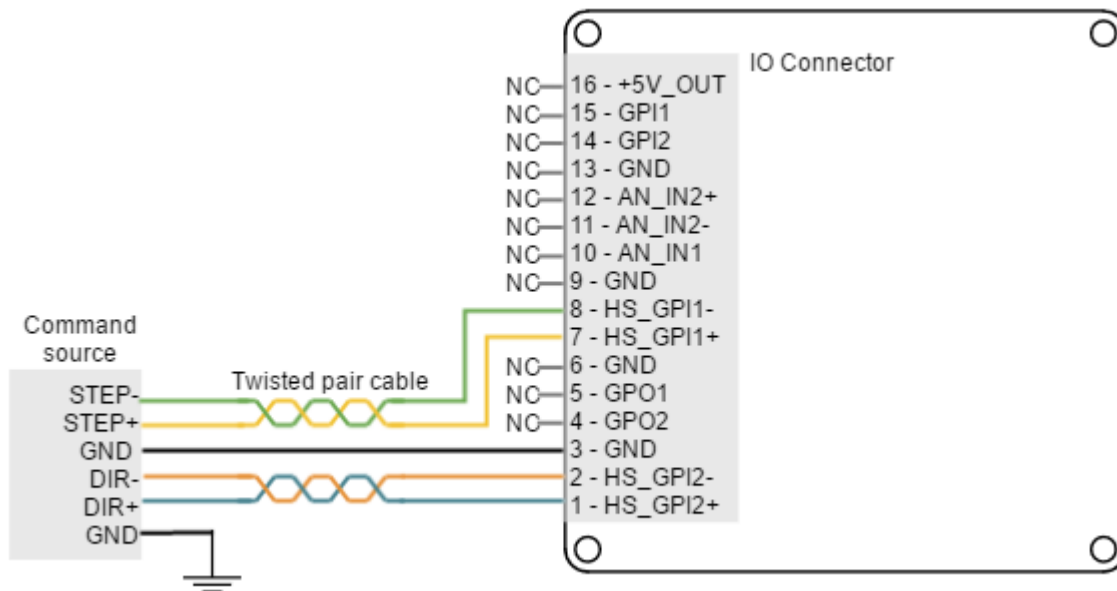 IO Connector
NC 16 - +5V_OUT
NC 15 - GPI1
NC 14 - GPI2
NC 13 - GND
NC 12 - AN_IN2+
NC 11 - AN_IN2-
NC 10 - AN_IN1
NC 9 - GND
8 - HS_GPI1-
7 - HS_GPI1+
NC 6 - GND
NC 5 - GPO1
NC 4 - GPO2
3 - GND
2 - HS_GPI2-
1 - HS_GPI2+
Command
source
Twisted pair cable
STEP-
STEP+
GND
DIR-
DIR+
GND